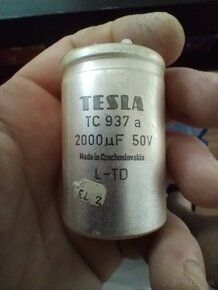 TESLA
TC 937 a
2000µF 50V
Made in Czechoslovakia
L-TD